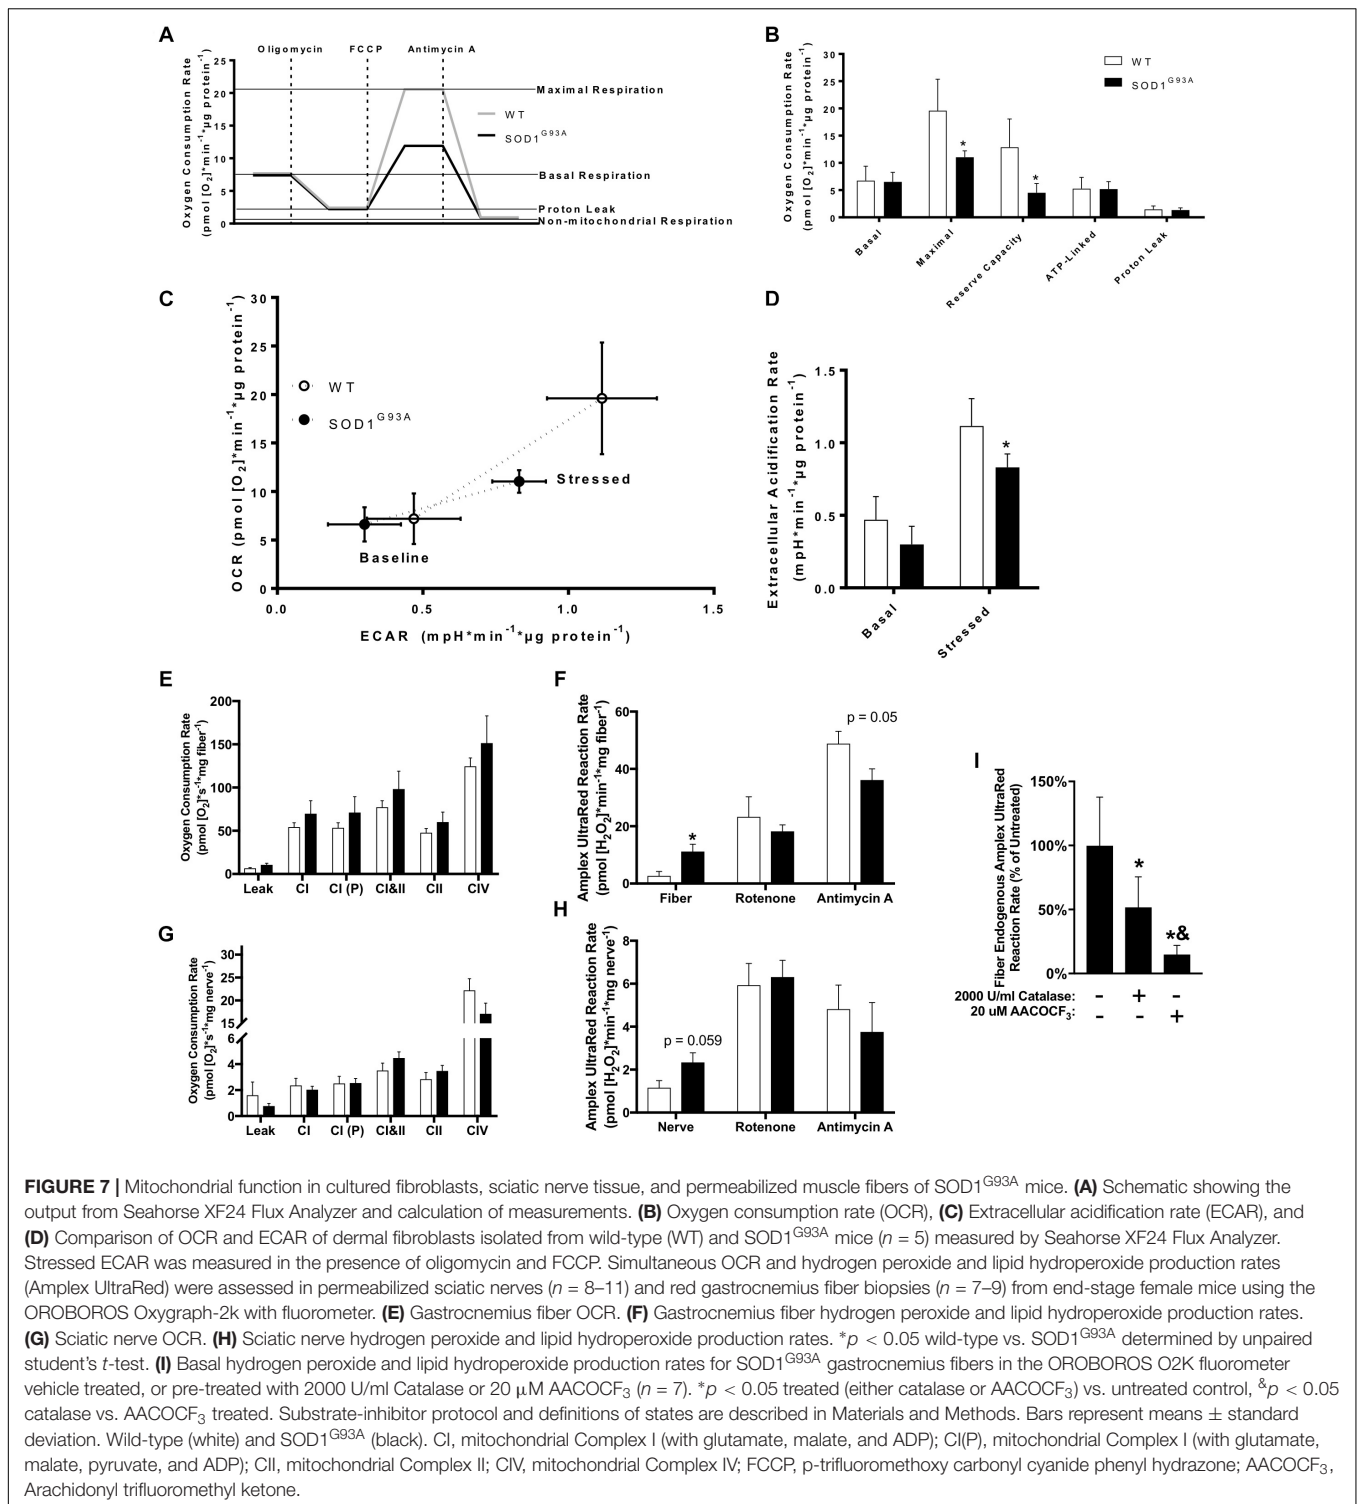 A
Oligomycin FCCP Antimycin A
Oxygen Consumption Rate
(pmol [O2]*min-1*µg protein)
25
20
15
10
5
0
Maximal Respiration
WT
SOD1G93A
Basal Respiration
Proton Leak
Non-mitochondrial Respiration
B
Oxygen Consumption Rate
(pmol [O2]*min-1*µg protein-1)
30
25
20
15
10
5
0
WT
SOD1G93A
*
*
Basal
Maximal
Reserve Capacity
ATP-Linked
Proton Leak
C
OCR (pmol [O2]*min-1*µg protein-1)
30
25
20
15
10
5
0
WT
SOD1G93A
Stressed
Baseline
0.0 0.5 1.0 1.5
ECAR (mpH*min-1*µg protein-1)
D
Extracellular Acidification Rate
(mpH*min-1*µg protein-1)
1.5
1.0
0.5
0.0
*
Basal
Stressed
E
Oxygen Consumption Rate
(pmol [O2]*s-1*mg fiber-1)
200
150
100
50
0
Leak CI CI (P) CI&II CII CIV
F
Amplex UltraRed Reaction Rate
(pmol [H2O2]*min-1*mg fiber-1)
60
40
20
0
*
p = 0.05
Fiber Rotenone Antimycin A
G
Oxygen Consumption Rate
(pmol [O2]*s-1*mg nerve-1)
30
25
20
15
6
4
2
0
Leak CI CI (P) CI&II CII CIV
H
Amplex UltraRed Reaction Rate
(pmol [H2O2]*min-1*mg nerve-1)
8
6
4
2
0
p = 0.059
Nerve Rotenone Antimycin A
I
Fiber Endogenous Amplex UltraRed
Reaction Rate (% of Untreated)
150%
100%
50%
0%
*
*&
2000 U/ml Catalase: - + -
20 uM AACOCF3: - - +
FIGURE 7 | Mitochondrial function in cultured fibroblasts, sciatic nerve tissue, and permeabilized muscle fibers of SOD1G93A mice. (A) Schematic showing the
output from Seahorse XF24 Flux Analyzer and calculation of measurements. (B) Oxygen consumption rate (OCR), (C) Extracellular acidification rate (ECAR), and
(D) Comparison of OCR and ECAR of dermal fibroblasts isolated from wild-type (WT) and SOD1G93A mice (n = 5) measured by Seahorse XF24 Flux Analyzer.
Stressed ECAR was measured in the presence of oligomycin and FCCP. Simultaneous OCR and hydrogen peroxide and lipid hydroperoxide production rates
(Amplex UltraRed) were assessed in permeabilized sciatic nerves (n = 8–11) and red gastrocnemius fiber biopsies (n = 7–9) from end-stage female mice using the
OROBOROS Oxygraph-2k with fluorometer. (E) Gastrocnemius fiber OCR. (F) Gastrocnemius fiber hydrogen peroxide and lipid hydroperoxide production rates.
(G) Sciatic nerve OCR. (H) Sciatic nerve hydrogen peroxide and lipid hydroperoxide production rates. *p < 0.05 wild-type vs. SOD1G93A determined by unpaired
student's t-test. (I) Basal hydrogen peroxide and lipid hydroperoxide production rates for SOD1G93A gastrocnemius fibers in the OROBOROS O2K fluorometer
vehicle treated, or pre-treated with 2000 U/ml Catalase or 20 µM AACOCF3 (n = 7). *p < 0.05 treated (either catalase or AACOCF3) vs. untreated control, &p < 0.05
catalase vs. AACOCF3 treated. Substrate-inhibitor protocol and definitions of states are described in Materials and Methods. Bars represent means ± standard
deviation. Wild-type (white) and SOD1G93A (black). CI, mitochondrial Complex I (with glutamate, malate, and ADP); CI(P), mitochondrial Complex I (with glutamate,
malate, pyruvate, and ADP); CII, mitochondrial Complex II; CIV, mitochondrial Complex IV; FCCP, p-trifluoromethoxy carbonyl cyanide phenyl hydrazone; AACOCF3,
Arachidonyl trifluoromethyl ketone.